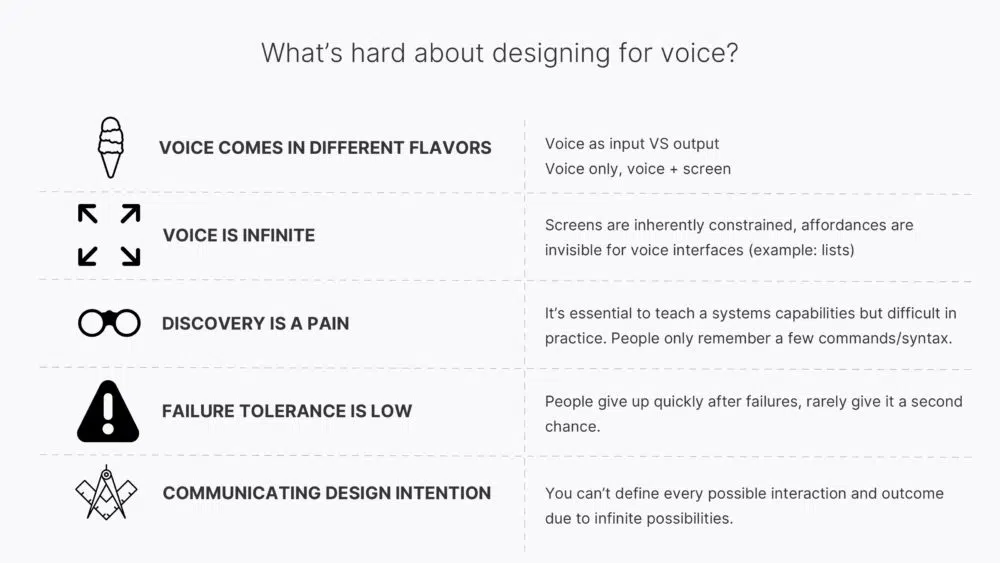 What’s hard about designing for voice?
VOICE COMES IN DIFFERENT FLAVORS
Voice as input VS output
Voice only, voice + screen
VOICE IS INFINITE
Screens are inherently constrained, affordances are
invisible for voice interfaces (example: lists)
DISCOVERY IS A PAIN
It’s essential to teach a systems capabilities but difficult in
practice. People only remember a few commands/syntax.
FAILURE TOLERANCE IS LOW
People give up quickly after failures, rarely give it a second
chance.
COMMUNICATING DESIGN INTENTION
You can’t define every possible interaction and outcome
due to infinite possibilities.